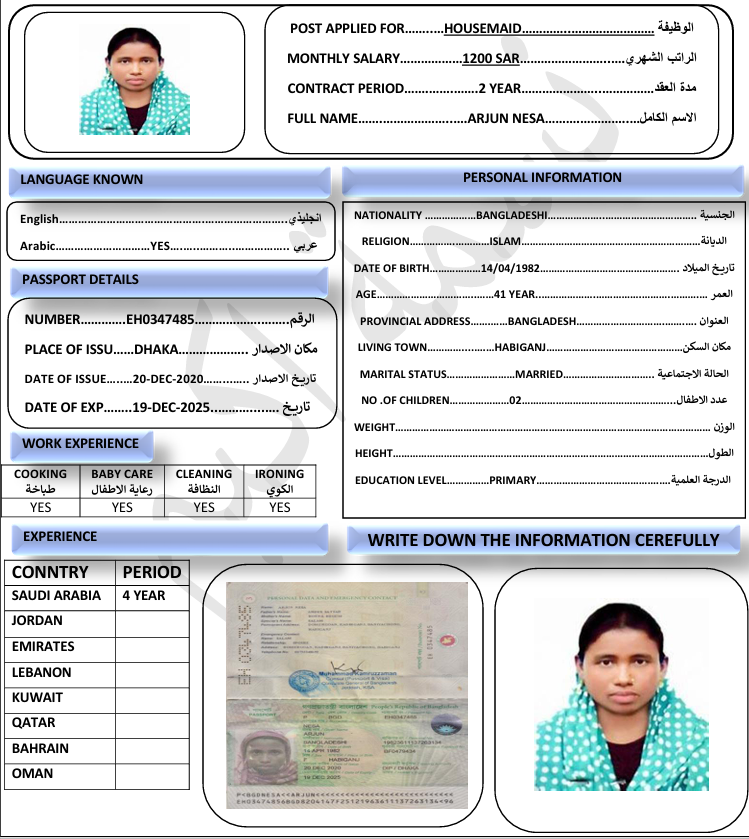 POST APPLIED FOR..........HOUSEMAID...................................... الوظيفة
MONTHLY SALARY..................1200 SAR..........................الراتب الشهري
CONTRACT PERIOD.....................2 YEAR.....................................مدة العقد
FULL NAME...............................ARJUN NESA..........................الاسم الكامل
LANGUAGE KNOWN
English....................................................................انجليذي
Arabic............................YES................................... عربي
PASSPORT DETAILS
NUMBER.............EH0347485..........................الرقم
PLACE OF ISSU......DHAKA.................... مكان الاصدار
DATE OF ISSUE.......20-DEC-2020............. تاريخ الاصدار
DATE OF EXP........19-DEC-2025.................. تاريخ
WORK EXPERIENCE
COOKING BABY CARE CLEANING IRONING
طباخة رعاية الاطفال النظافة الكوي
YES YES YES YES
PERSONAL INFORMATION
NATIONALITY .................BANGLADESHI................................................. الجنسية
RELIGION........................ISLAM...........................................................الديانة
DATE OF BIRTH.................14/04/1982.............................................. تاريخ الميلاد
AGE.......................................41 YEAR.................................................... العمر
PROVINCIAL ADDRESS............BANGLADESH........................................ العنوان
LIVING TOWN....................HABIGANJ...............................................مكان السكن
MARITAL STATUS....................MARRIED................................ الحالة الاجتماعية
NO .OF CHILDREN....................02.................................................عدد الاطفال
WEIGHT........................................................................................................ الوزن
HEIGHT........................................................................................................الطول
EDUCATION LEVEL..............PRIMARY......................................الدرجة العلمية
EXPERIENCE
CONNTRY PERIOD
SAUDI ARABIA 4 YEAR
JORDAN
EMIRATES
LEBANON
KUWAIT
QATAR
BAHRAIN
OMAN
WRITE DOWN THE INFORMATION CEREFULLY
PERSONAL DATA AND EMERGENCY CONTACT
Muhammad Kamruzzaman
People's Republic of Bangladesh
NESA
ARJUN
BANGLADESHI
14 APR 1982
HABIGANJ
20 DEC 2020
19 DEC 2025